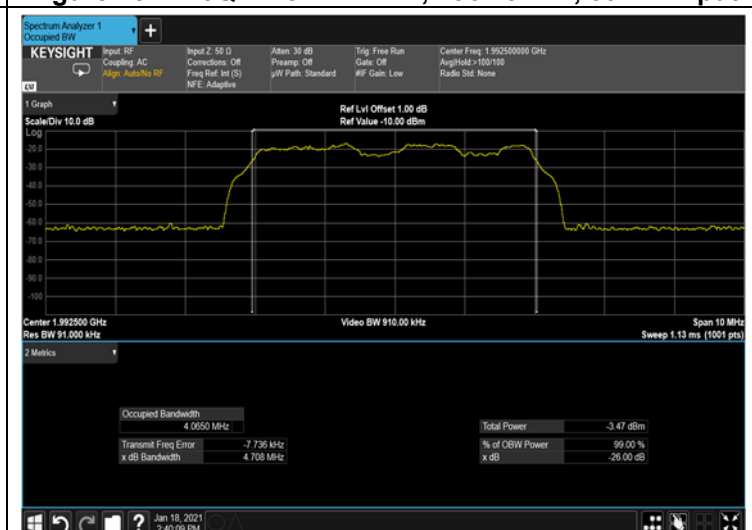 Spectrum Analyzer 1
Occupied BW
KEYSIGHT
Input: RF
Coupling: AC
Align: Auto/No RF
Input Z: 50 Ω
Corrections: Off
Freq Ref: Int (S)
NFE: Adaptive
Atten: 30 dB
Preamp: Off
µW Path: Standard
Trig: Free Run
Gate: Off
#IF Gain: Low
Center Freq: 1.992500000 GHz
Avg|Hold:>100/100
Radio Std: None
LXI
1 Graph
Scale/Div 10.0 dB
Ref Lvl Offset 1.00 dB
Ref Value -10.00 dBm
Log
-20.0
-30.0
-40.0
-50.0
-60.0
-70.0
-80.0
-90.0
-100
Center 1.992500 GHz
Res BW 91.000 kHz
Video BW 910.00 kHz
Span 10 MHz
Sweep 1.13 ms (1001 pts)
2 Metrics
Occupied Bandwidth
4.0650 MHz
Transmit Freq Error -7.736 kHz
x dB Bandwidth 4.708 MHz
Total Power -3.47 dBm
% of OBW Power 99.00 %
x dB -26.00 dB
Jan 18, 2021
2:40:09 PM